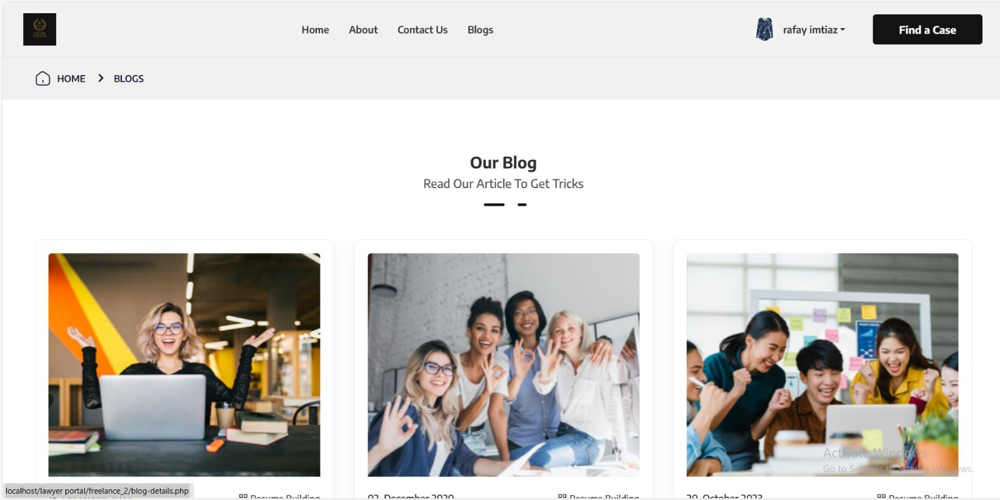 Home About Contact Us Blogs rafay imtiaz Find a Case
HOME BLOGS
Our Blog
Read Our Article To Get Tricks
Activate Windows
Go to Settings to activate Windows.
localhost/lawyer portal/freelance_2/blog-details.php
Resume Building
02, December 2020 Resume Building
20, October 2023 Resume Building